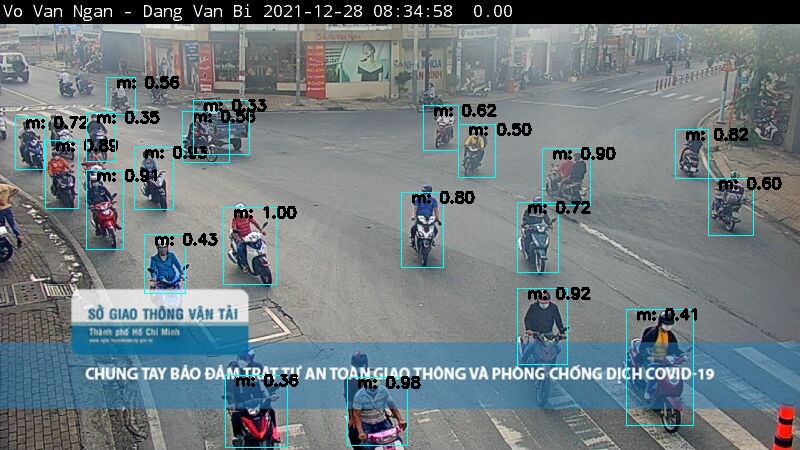 Vo Van Ngan - Dang Van Bi 2021-12-28 08:34:58 0.00
m: 0.56
m: 0.33
m: 0.62
m: 0.72
m: 0.35
m: 0.50
m: 0.82
m: 0.90
m: 0.91
m: 0.60
m: 0.80
m: 0.72
m: 1.00
m: 0.43
m: 0.92
SỞ GIAO THÔNG VẬN TẢI
Thành phố Hồ Chí Minh
m: 0.41
CHUNG TAY BẢO ĐẢM TRẬT TỰ AN TOÀN GIAO THÔNG VÀ PHÒNG CHỐNG DỊCH COVID-19
m: 0.36
m: 0.98